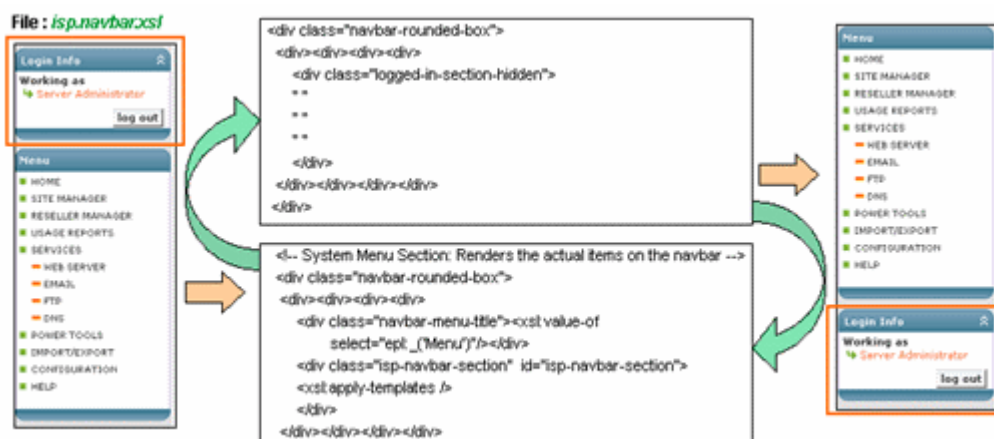 File : isp.navbar.xsl
Login Info
Working as
Server Administrator
log out
Menu
HOME
SITE MANAGER
RESELLER MANAGER
USAGE REPORTS
SERVICES
WEB SERVER
EMAIL
FTP
DNS
POWER TOOLS
IMPORT/EXPORT
CONFIGURATION
HELP
<div class="navbar-rounded-box">
<div><div><div><div>
<div class="logged-in-section-hidden">
" "
" "
" "
</div>
</div></div></div></div>
</div>
<!-- System Menu Section: Renders the actual items on the navbar -->
<div class="navbar-rounded-box">
<div><div><div><div>
<div class="navbar-menu-title"><xsl:value-of
select="epl:_('Menu')"/></div>
<div class="isp-navbar-section" id="isp-navbar-section">
<xsl:apply-templates />
</div>
</div></div></div></div>
Menu
HOME
SITE MANAGER
RESELLER MANAGER
USAGE REPORTS
SERVICES
WEB SERVER
EMAIL
FTP
DNS
POWER TOOLS
IMPORT/EXPORT
CONFIGURATION
HELP
Login Info
Working as
Server Administrator
log out